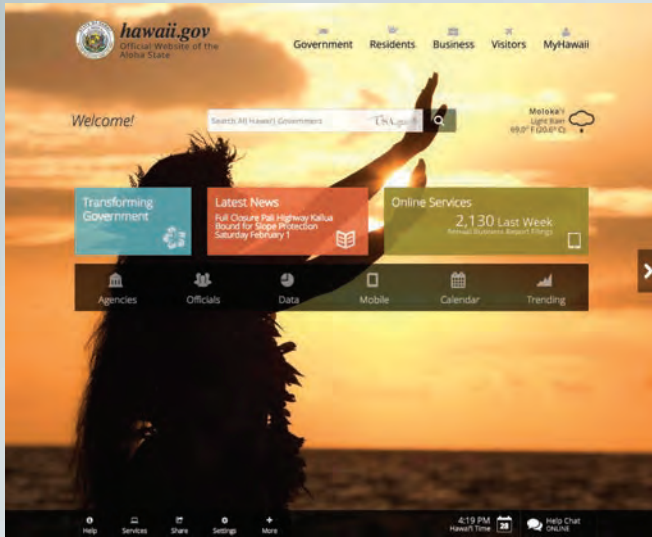 hawaii.gov
Official Website of the
Aloha State
Government Residents Business Visitors MyHawaii
Welcome!
Search All Hawai'i Government
Moloka'i
Light Rain
69.0° F (20.6° C)
Transforming
Government
Latest News
Full Closure Pali Highway Kailua
Bound for Slope Protection
Saturday February 1
Online Services
2,130 Last Week
Annual Business Report Filings
Agencies Officials Data Mobile Calendar Trending
Help Services Share Settings More
4:19 PM
Hawai'i Time
28
Help Chat
ONLINE